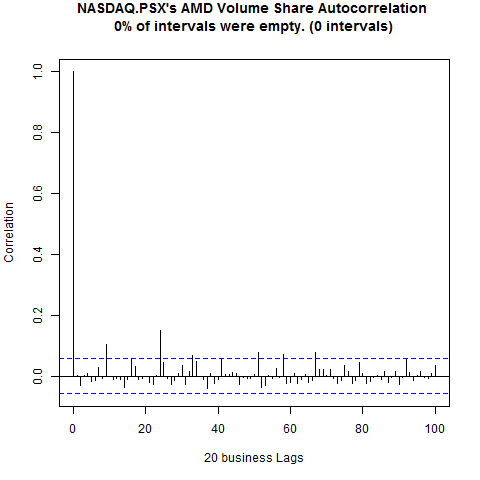 NASDAQ.PSX's AMD Volume Share Autocorrelation
0% of intervals were empty. (0 intervals)
Correlation
1.0
0.8
0.6
0.4
0.2
0.0
0 20 40 60 80 100
20 business Lags